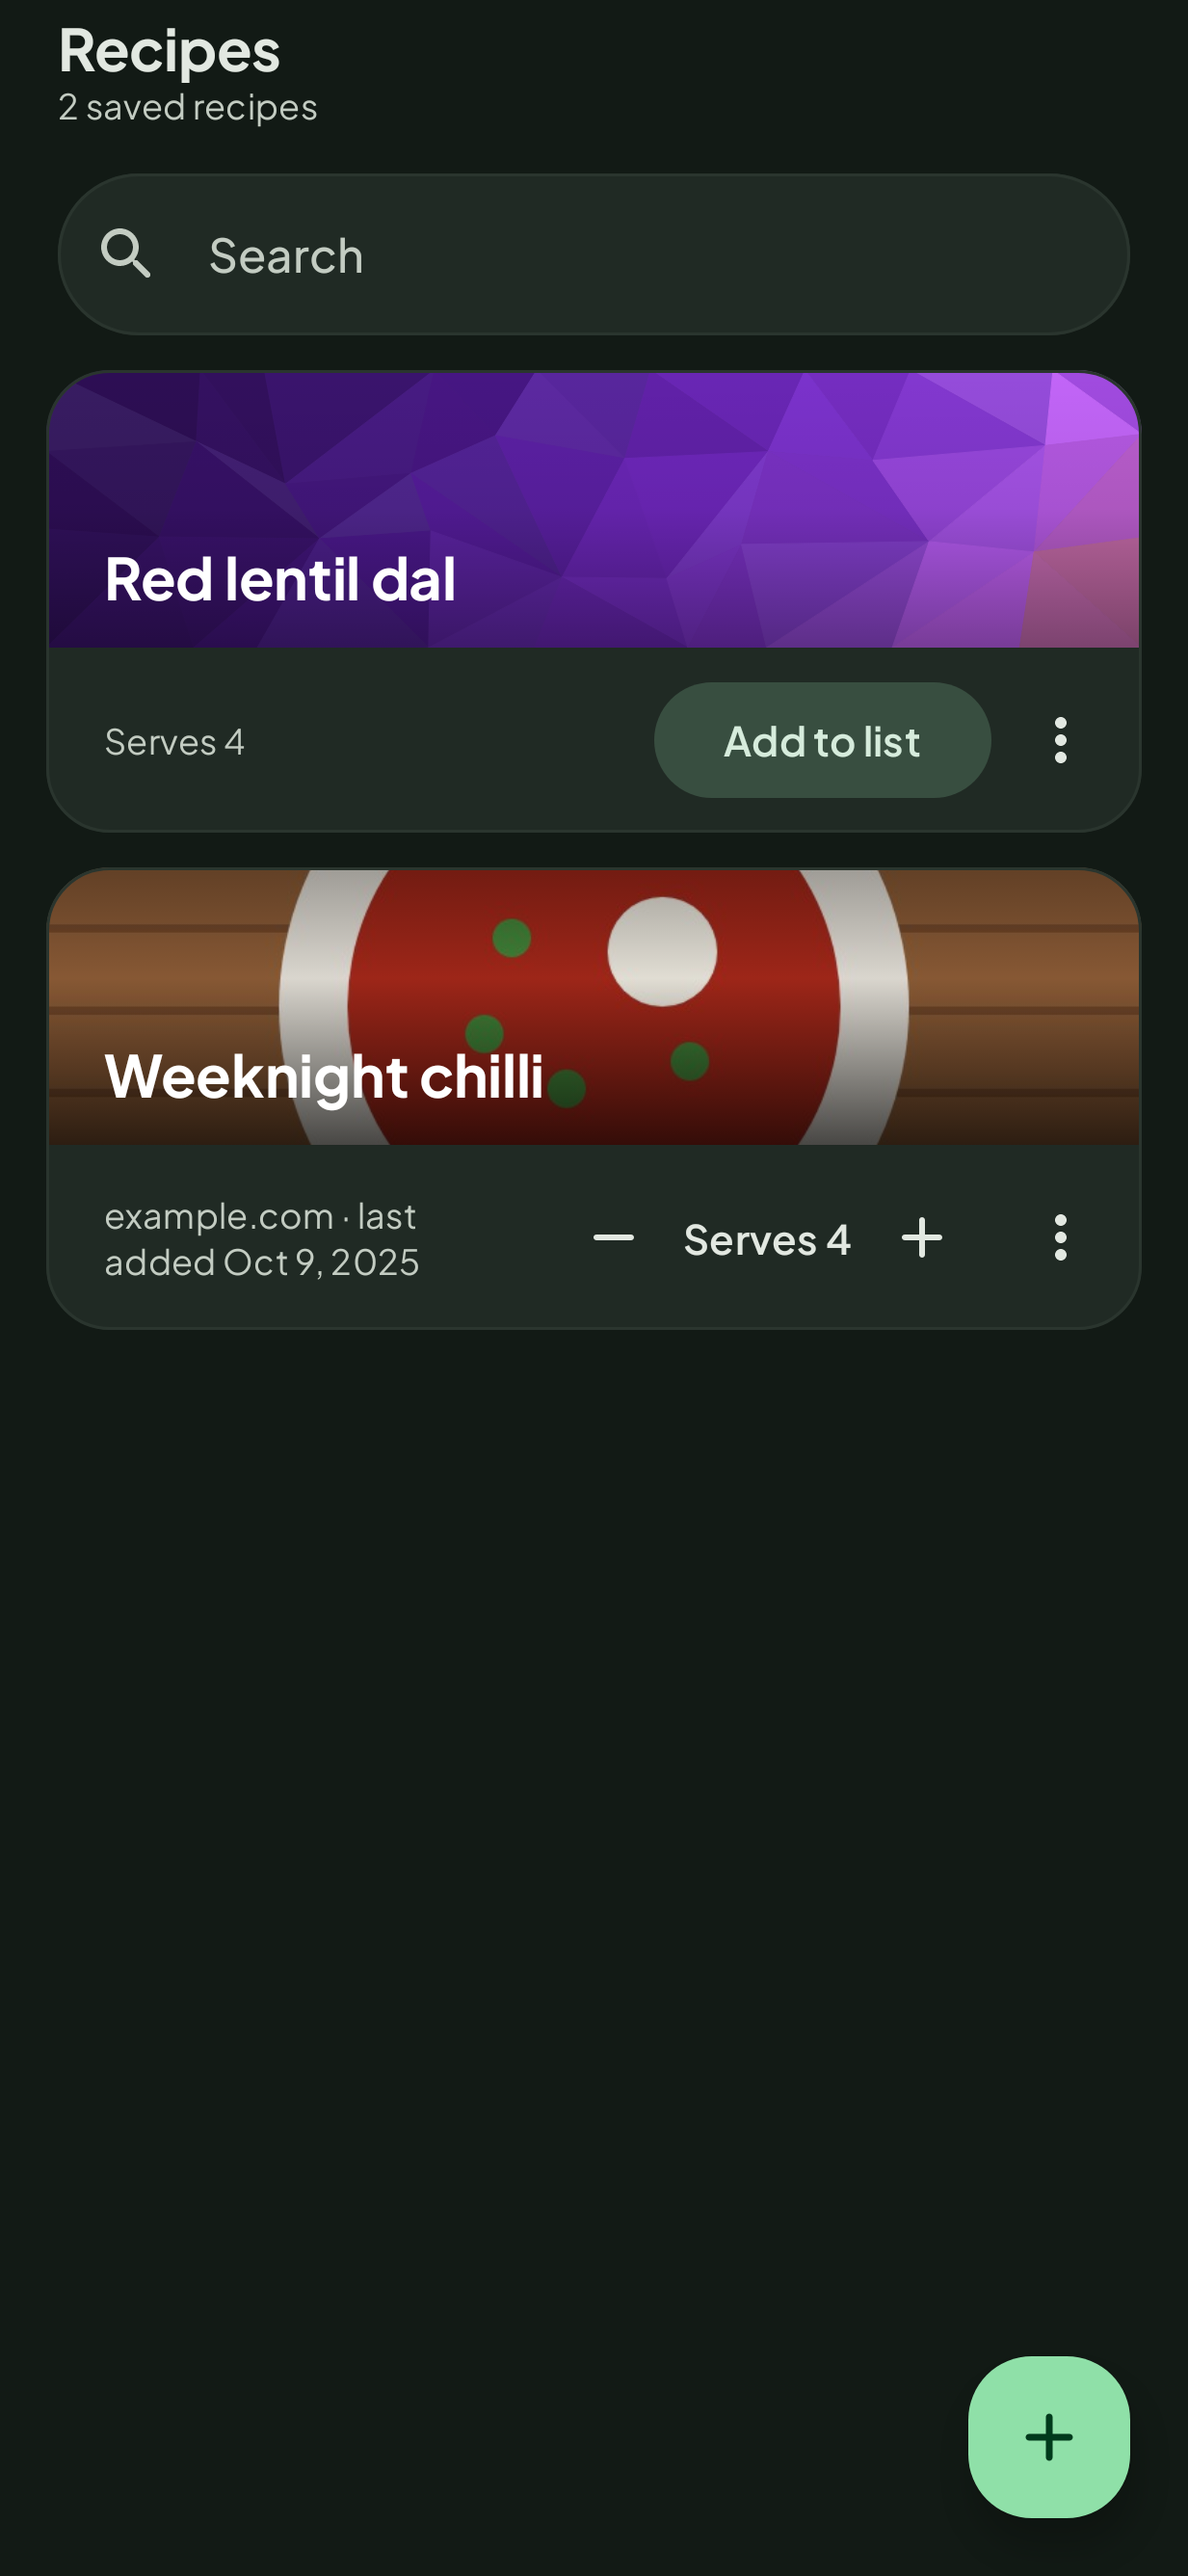 Recipes
2 saved recipes
Search
Red lentil dal
Serves 4
Add to list
Weeknight chilli
example.com · last
added Oct 9, 2025
Serves 4